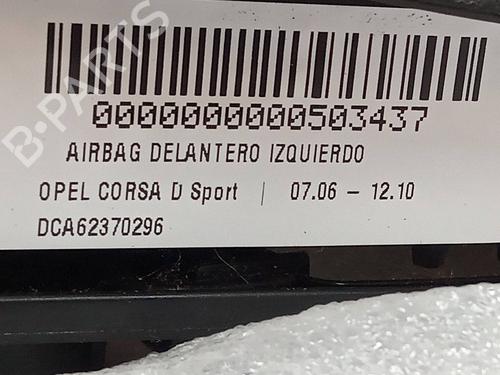 B-PARTS
0000000000503437
AIRBAG DELANTERO IZQUIERDO
OPEL CORSA D Sport | 07.06 – 12.10
DCA62370296